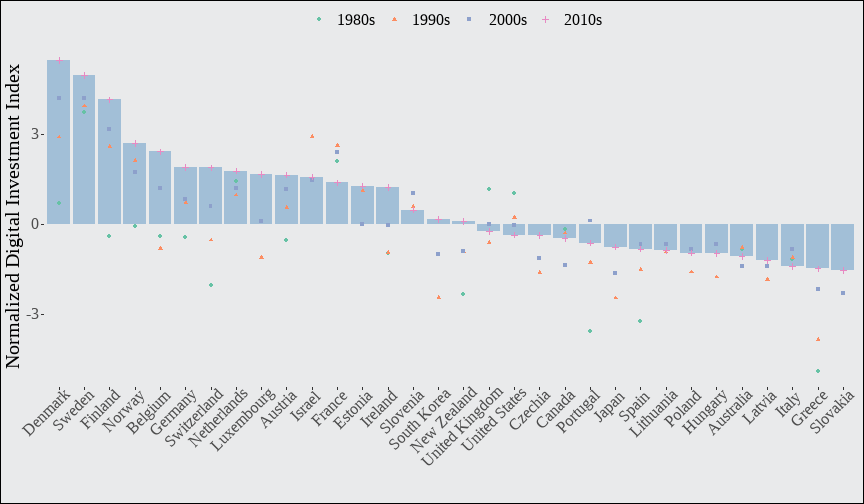 1980s 1990s 2000s 2010s
Normalized Digital Investment Index
3
0
-3
Denmark
Sweden
Finland
Norway
Belgium
Germany
Switzerland
Netherlands
Luxembourg
Austria
Israel
France
Estonia
Ireland
Slovenia
South Korea
New Zealand
United Kingdom
United States
Czechia
Canada
Portugal
Japan
Spain
Lithuania
Poland
Hungary
Australia
Latvia
Italy
Greece
Slovakia